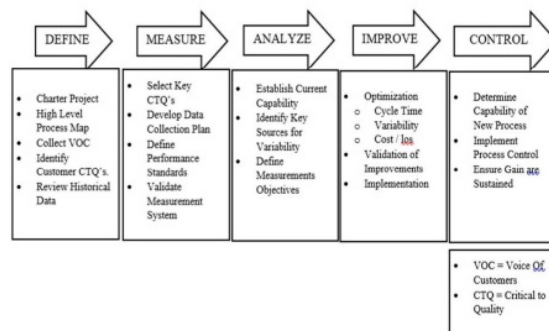 DEFINE
MEASURE
ANALYZE
IMPROVE
CONTROL
• Charter Project
• High Level
Process Map
• Collect VOC
• Identify
Customer CTQ's.
• Review Historical
Data
• Select Key
CTQ's
• Develop Data
Collection Plan
• Define
Performance
Standards
• Validate
Measurement
System
• Establish Current
Capability
• Identify Key
Sources for
Variability
• Define
Measurements
Objectives
• Optimization
o Cycle Time
o Variability
o Cost / los
• Validation of
Improvements
• Implementation
• Determine
Capability of
New Process
• Implement
Process Control
• Ensure Gain are
Sustained
• VOC = Voice Of
Customers
• CTQ = Critical to
Quality